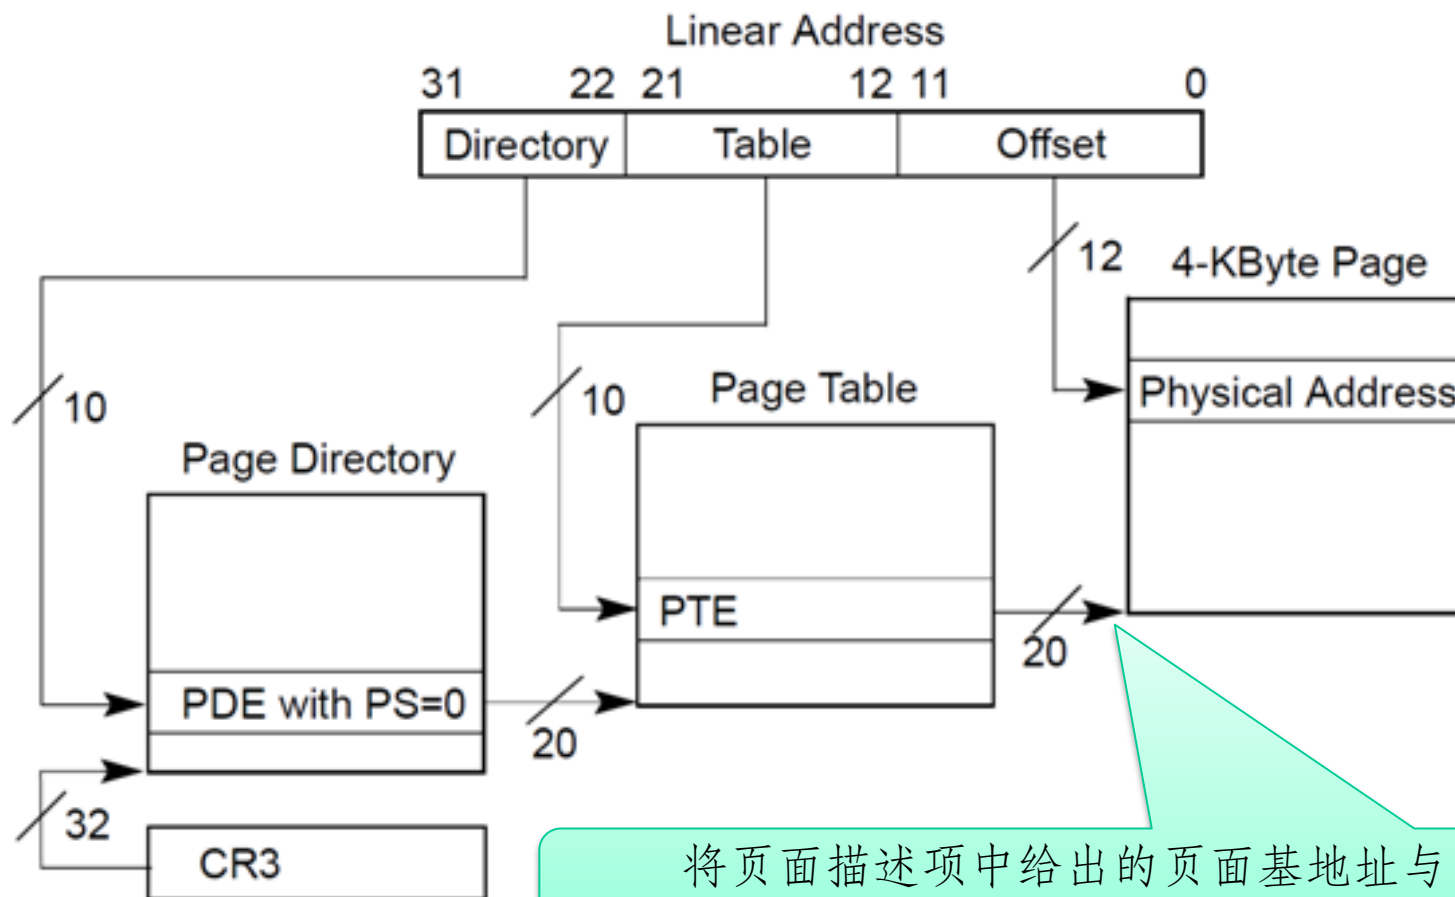 Linear Address
31 22 21 12 11 0
Directory Table Offset
12
4-KByte Page
Physical Address
10
10
Page Table
Page Directory
PTE
20
PDE with PS=0
20
32
CR3
将页面描述项中给出的页面基地址与